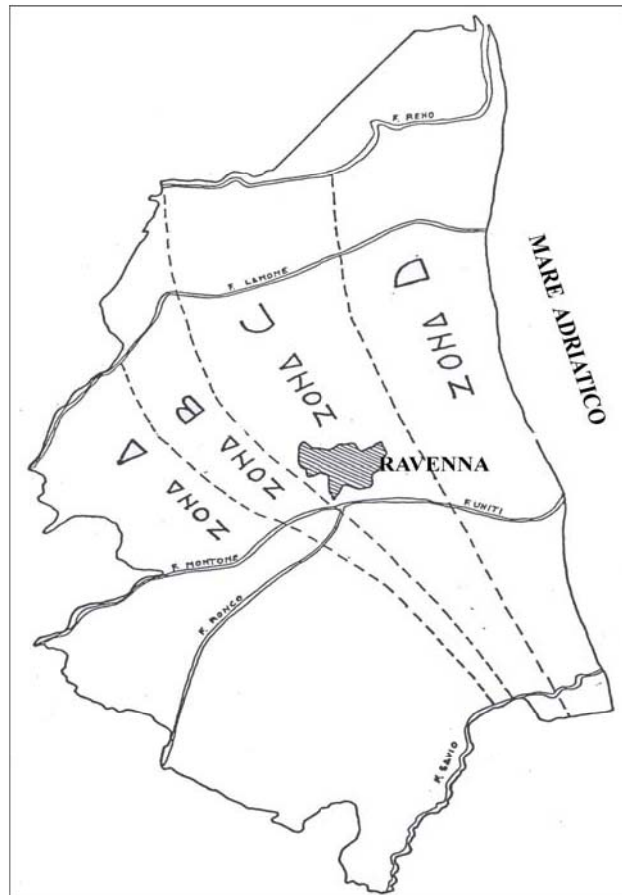 F. RENO
MARE ADRIATICO
F. LAMONE
ZONA D
ZONA C
ZONA B
ZONA A
RAVENNA
F. UNITI
F. MONTONE
F. RONCO
F. SAVIO